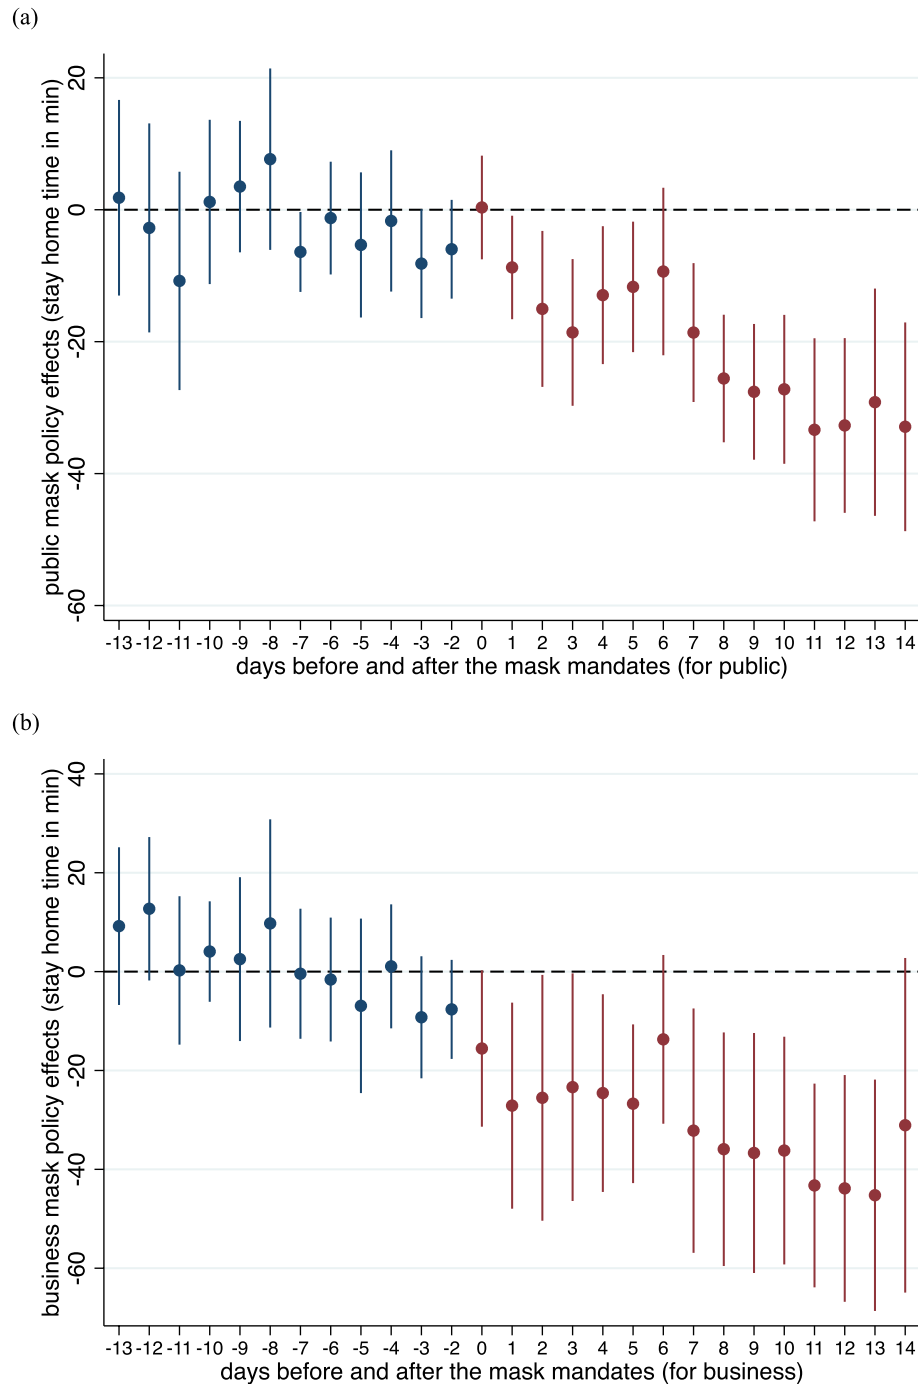 (a)
public mask policy effects (stay home time in min)
20
0
-20
-40
-60
-13 -12 -11 -10 -9 -8 -7 -6 -5 -4 -3 -2 0 1 2 3 4 5 6 7 8 9 10 11 12 13 14
days before and after the mask mandates (for public)
(b)
business mask policy effects (stay home time in min)
40
20
0
-20
-40
-60
-13 -12 -11 -10 -9 -8 -7 -6 -5 -4 -3 -2 0 1 2 3 4 5 6 7 8 9 10 11 12 13 14
days before and after the mask mandates (for business)